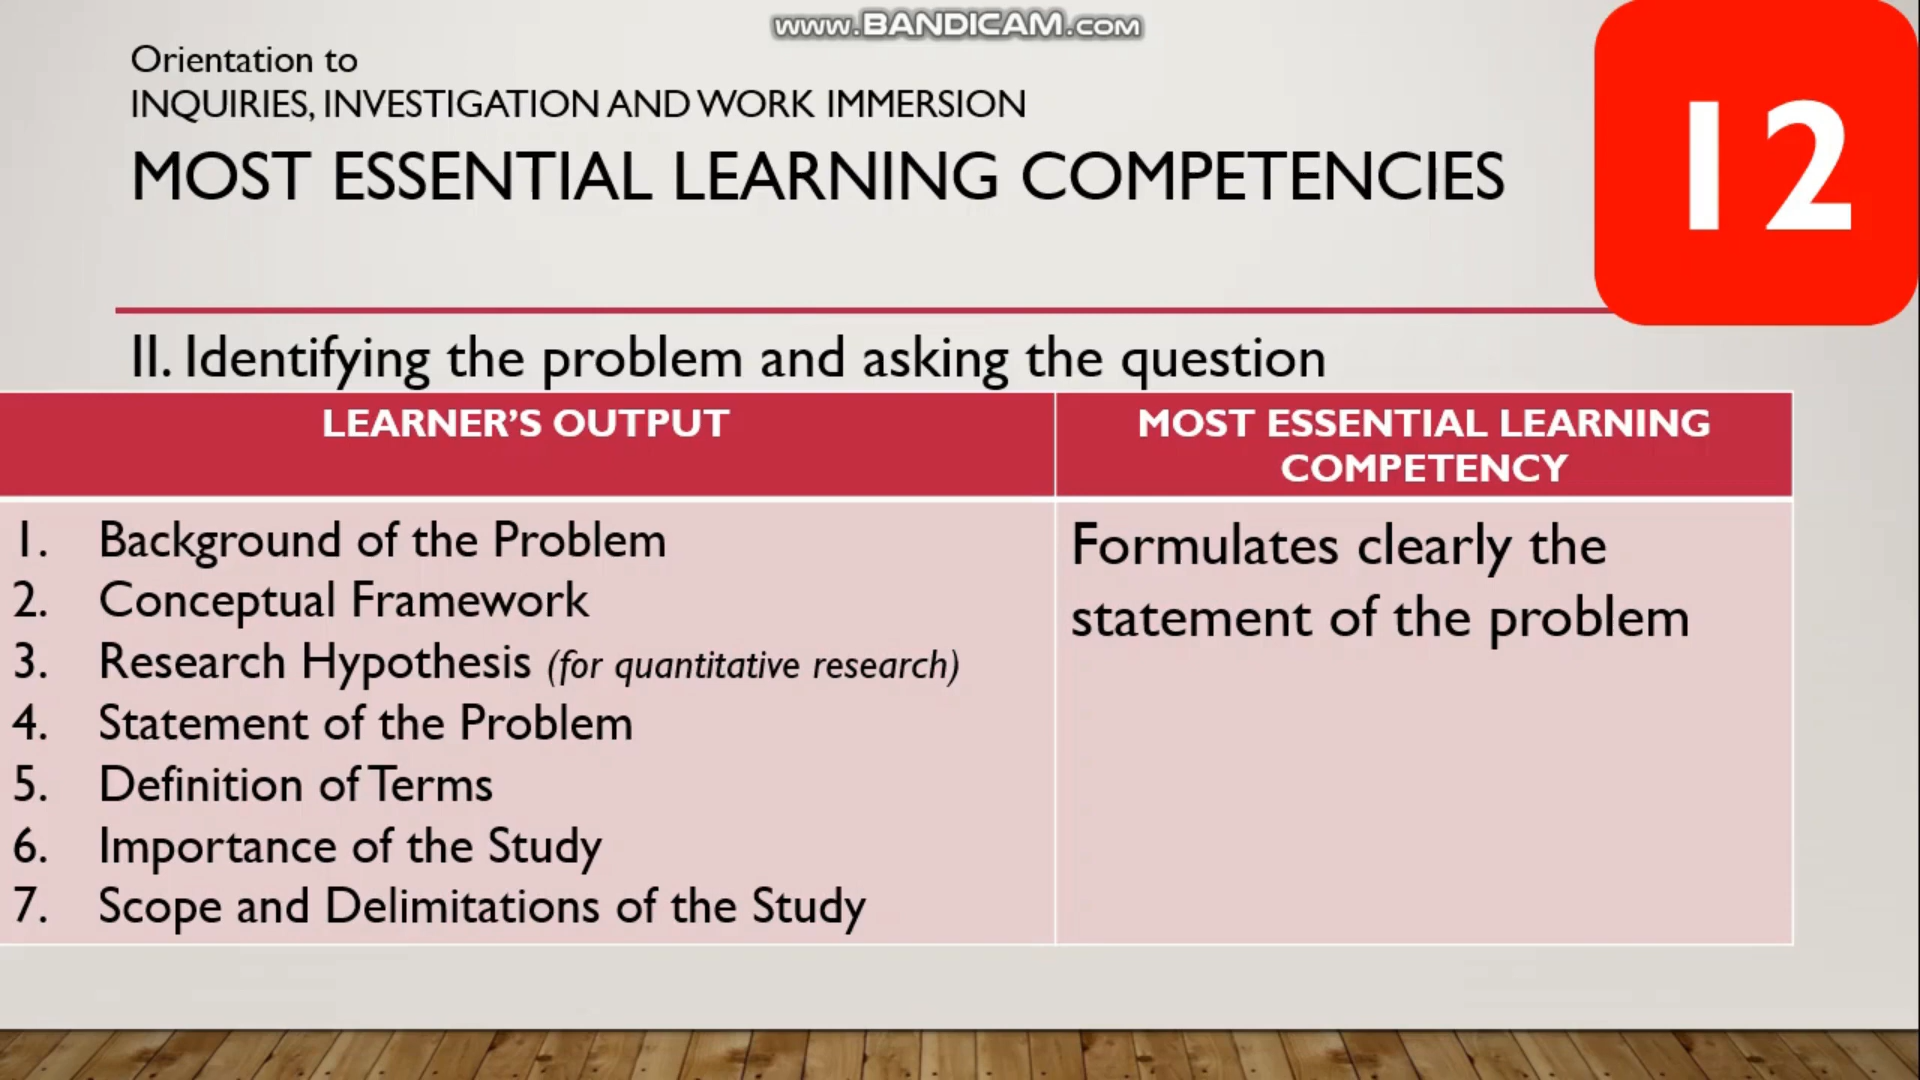 www.BANDICAM.com
Orientation to
INQUIRIES, INVESTIGATION AND WORK IMMERSION
MOST ESSENTIAL LEARNING COMPETENCIES
12
II. Identifying the problem and asking the question
LEARNER’S OUTPUT
MOST ESSENTIAL LEARNING
COMPETENCY
1. Background of the Problem
2. Conceptual Framework
3. Research Hypothesis (for quantitative research)
4. Statement of the Problem
5. Definition of Terms
6. Importance of the Study
7. Scope and Delimitations of the Study
Formulates clearly the
statement of the problem